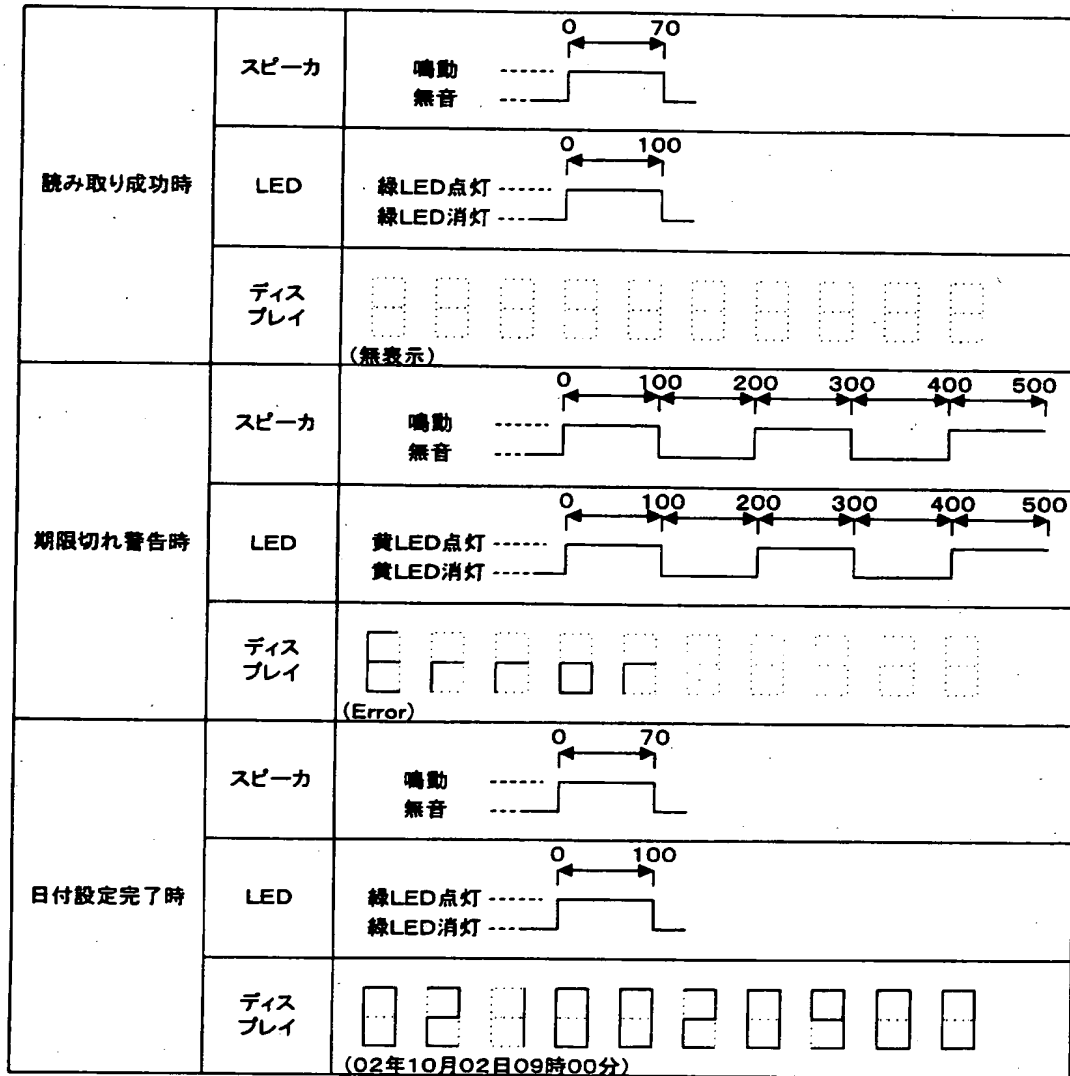 読み取り成功時
スピーカ
0 70
鳴動
無音
LED
0 100
緑LED点灯
緑LED消灯
ディス
プレイ
(無表示)
期限切れ警告時
スピーカ
0 100 200 300 400 500
鳴動
無音
LED
0 100 200 300 400 500
黄LED点灯
黄LED消灯
ディス
プレイ
Error
(Error)
日付設定完了時
スピーカ
0 70
鳴動
無音
LED
0 100
緑LED点灯
緑LED消灯
ディス
プレイ
0210020900
(02年10月02日09時00分)